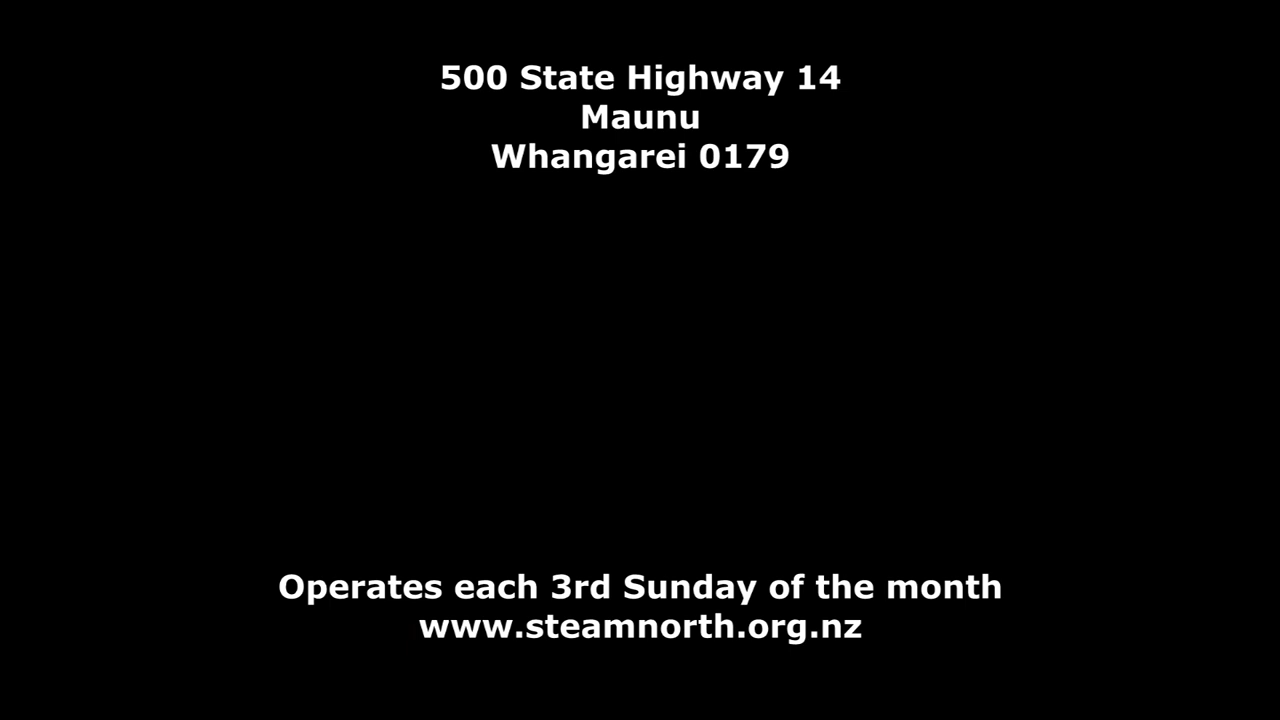 500 State Highway 14
Maunu
Whangarei 0179
Operates each 3rd Sunday of the month
www.steamnorth.org.nz